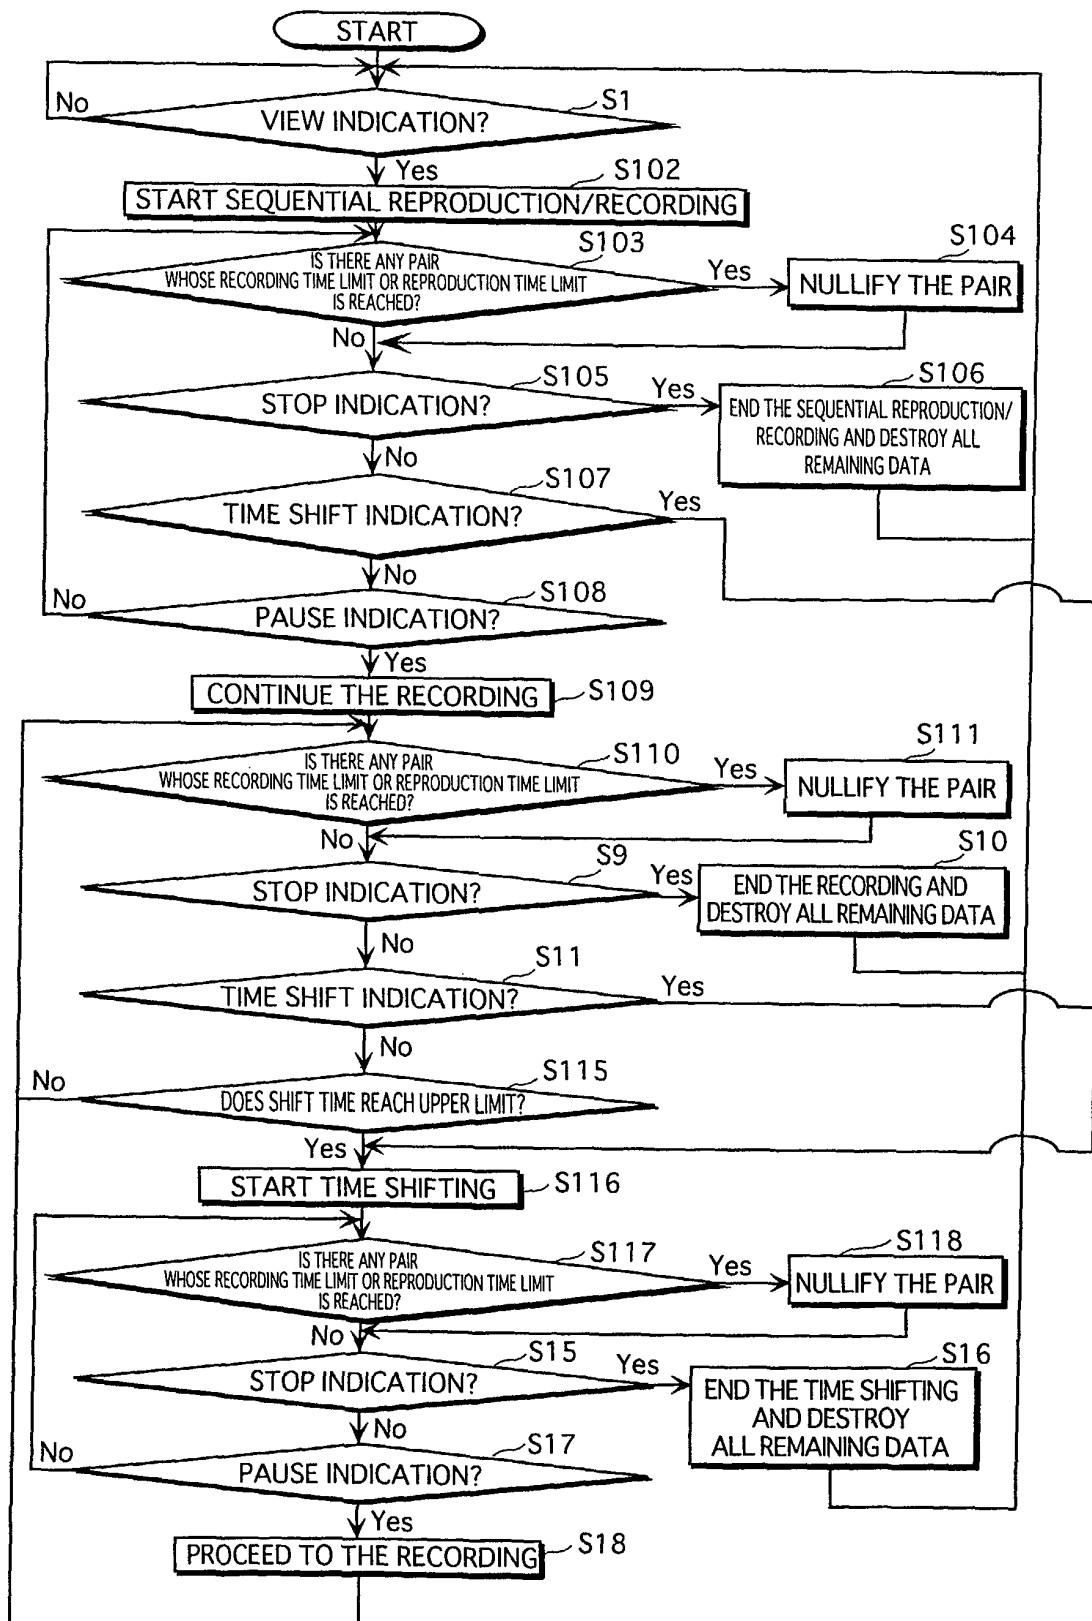 START
No
S1
VIEW INDICATION?
Yes
S102
START SEQUENTIAL REPRODUCTION/RECORDING
S103
IS THERE ANY PAIR
WHOSE RECORDING TIME LIMIT OR REPRODUCTION TIME LIMIT
IS REACHED?
Yes
S104
NULLIFY THE PAIR
No
S105
STOP INDICATION?
Yes
S106
END THE SEQUENTIAL REPRODUCTION/
RECORDING AND DESTROY ALL
REMAINING DATA
No
S107
TIME SHIFT INDICATION?
Yes
No
S108
No
PAUSE INDICATION?
Yes
CONTINUE THE RECORDING
S109
S110
IS THERE ANY PAIR
WHOSE RECORDING TIME LIMIT OR REPRODUCTION TIME LIMIT
IS REACHED?
Yes
S111
NULLIFY THE PAIR
No
S9
STOP INDICATION?
Yes
S10
END THE RECORDING AND
DESTROY ALL REMAINING DATA
No
S11
TIME SHIFT INDICATION?
Yes
No
S115
No
DOES SHIFT TIME REACH UPPER LIMIT?
Yes
START TIME SHIFTING
S116
S117
IS THERE ANY PAIR
WHOSE RECORDING TIME LIMIT OR REPRODUCTION TIME LIMIT
IS REACHED?
Yes
S118
NULLIFY THE PAIR
No
S15
STOP INDICATION?
Yes
S16
END THE TIME SHIFTING
AND DESTROY
ALL REMAINING DATA
No
S17
No
PAUSE INDICATION?
Yes
PROCEED TO THE RECORDING
S18